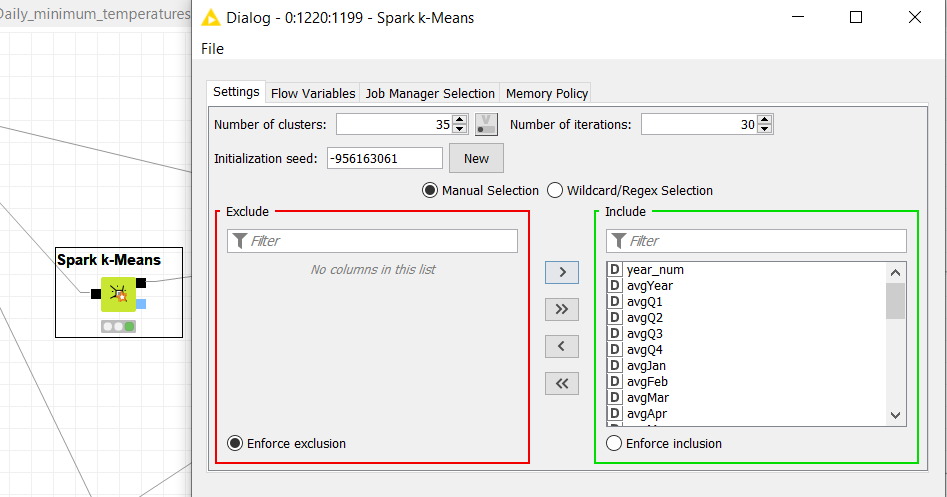 Daily_minimum_temperatures
Dialog - 0:1220:1199 - Spark k-Means
File
Settings
Flow Variables
Job Manager Selection
Memory Policy
Number of clusters:
35
V
Number of iterations:
30
Initialization seed:
-956163061
New
Manual Selection
Wildcard/Regex Selection
Exclude
Filter
No columns in this list
Enforce exclusion
>
>>
<
<<
Include
Filter
D year_num
D avgYear
D avgQ1
D avgQ2
D avgQ3
D avgQ4
D avgJan
D avgFeb
D avgMar
D avgApr
Enforce inclusion
Spark k-Means